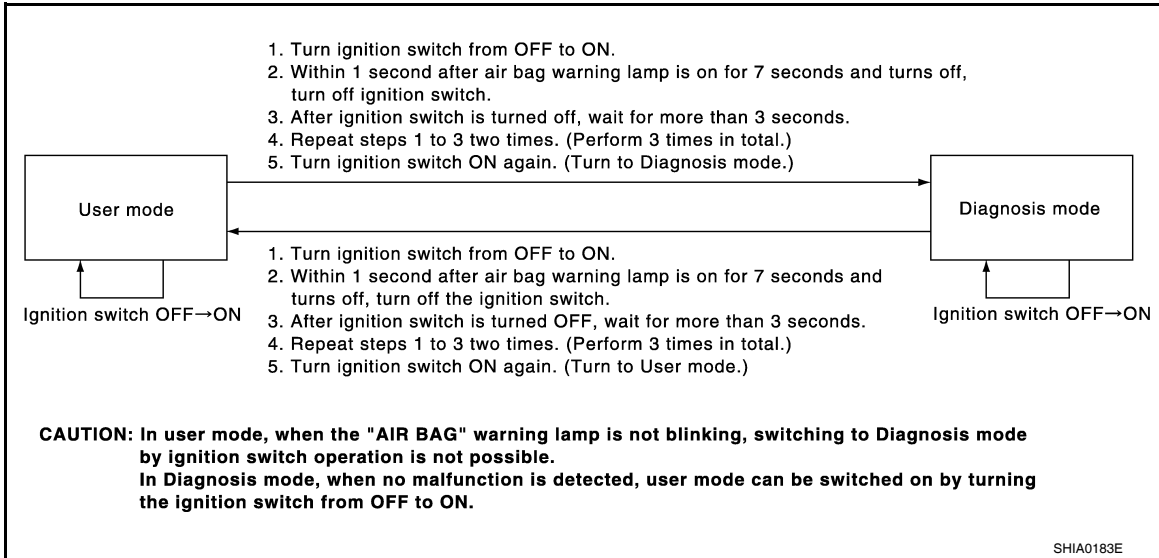 1. Turn ignition switch from OFF to ON.
2. Within 1 second after air bag warning lamp is on for 7 seconds and turns off,
turn off ignition switch.
3. After ignition switch is turned off, wait for more than 3 seconds.
4. Repeat steps 1 to 3 two times. (Perform 3 times in total.)
5. Turn ignition switch ON again. (Turn to Diagnosis mode.)
User mode
Diagnosis mode
1. Turn ignition switch from OFF to ON.
2. Within 1 second after air bag warning lamp is on for 7 seconds and
turns off, turn off the ignition switch.
3. After ignition switch is turned OFF, wait for more than 3 seconds.
4. Repeat steps 1 to 3 two times. (Perform 3 times in total.)
5. Turn ignition switch ON again. (Turn to User mode.)
Ignition switch OFF→ON
Ignition switch OFF→ON
CAUTION: In user mode, when the "AIR BAG" warning lamp is not blinking, switching to Diagnosis mode
by ignition switch operation is not possible.
In Diagnosis mode, when no malfunction is detected, user mode can be switched on by turning
the ignition switch from OFF to ON.
SHIA0183E